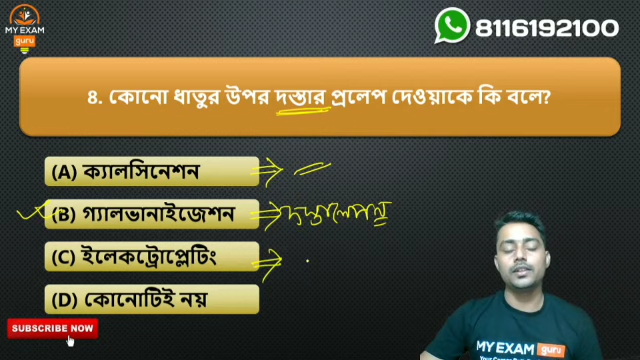 MY EXAM
guru
8116192100
8. কোনো ধাতুর উপর দস্তার প্রলেপ দেওয়াকে কি বলে?
(A) ক্যালসিনেশন
(B) গ্যালভানাইজেশন
দস্তালেপন
(C) ইলেকট্রোপ্লেটিং
(D) কোনোটিই নয়
SUBSCRIBE NOW
MY EXAM guru